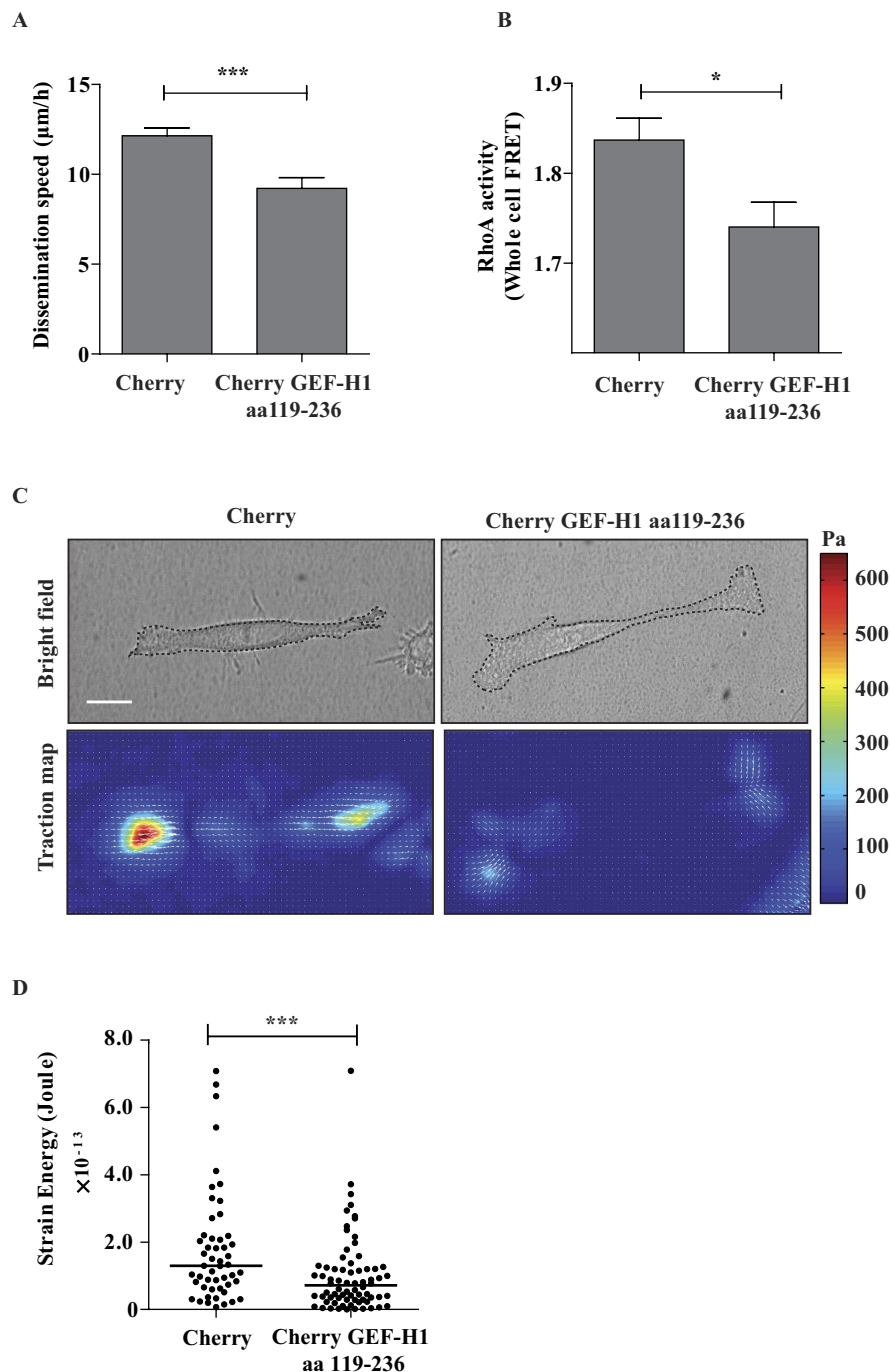 A
Dissemination speed (μm/h)
15
10
5
0
***
Cherry
Cherry GEF-H1
aa119-236
B
RhoA activity
(Whole cell FRET)
1.9
1.8
1.7
*
Cherry
Cherry GEF-H1
aa119-236
C
Cherry
Cherry GEF-H1 aa119-236
Bright field
Traction map
Pa
600
500
400
300
200
100
0
D
Strain Energy (Joule)
×10⁻¹³
8.0
6.0
4.0
2.0
0
***
Cherry
Cherry GEF-H1
aa 119-236